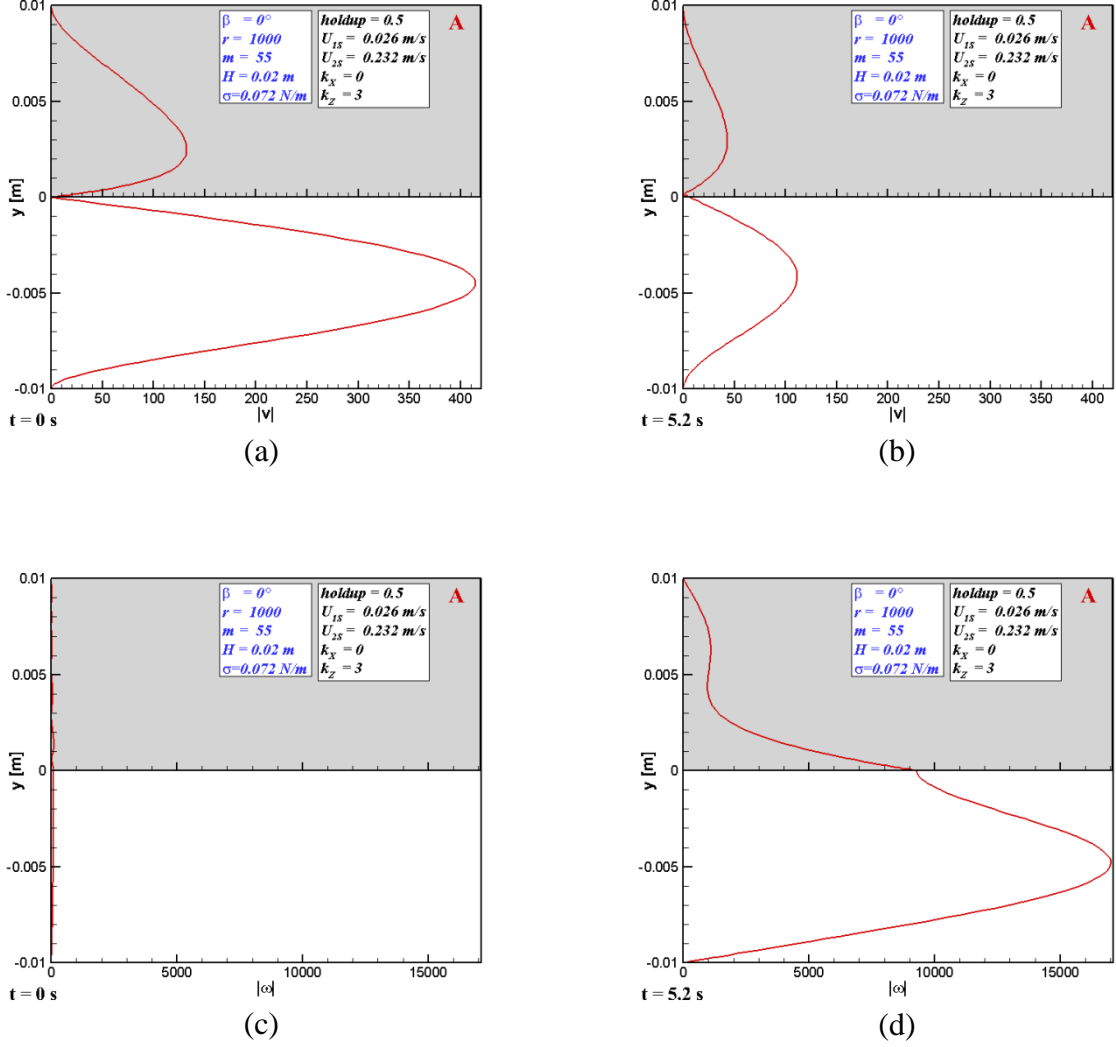 0.01
0.005
0
-0.005
-0.01
y [m]
β = 0°
r = 1000
m = 55
H = 0.02 m
σ=0.072 N/m
holdup = 0.5
U1S = 0.026 m/s
U2S = 0.232 m/s
kX = 0
kZ = 3
A
0 50 100 150 200 250 300 350 400
|v|
t = 0 s
(a)
0.01
0.005
0
-0.005
-0.01
y [m]
β = 0°
r = 1000
m = 55
H = 0.02 m
σ=0.072 N/m
holdup = 0.5
U1S = 0.026 m/s
U2S = 0.232 m/s
kX = 0
kZ = 3
A
0 50 100 150 200 250 300 350 400
|v|
t = 5.2 s
(b)
0.01
0.005
0
-0.005
-0.01
y [m]
β = 0°
r = 1000
m = 55
H = 0.02 m
σ=0.072 N/m
holdup = 0.5
U1S = 0.026 m/s
U2S = 0.232 m/s
kX = 0
kZ = 3
A
0 5000 10000 15000
|ω|
t = 0 s
(c)
0.01
0.005
0
-0.005
-0.01
y [m]
β = 0°
r = 1000
m = 55
H = 0.02 m
σ=0.072 N/m
holdup = 0.5
U1S = 0.026 m/s
U2S = 0.232 m/s
kX = 0
kZ = 3
A
0 5000 10000 15000
|ω|
t = 5.2 s
(d)